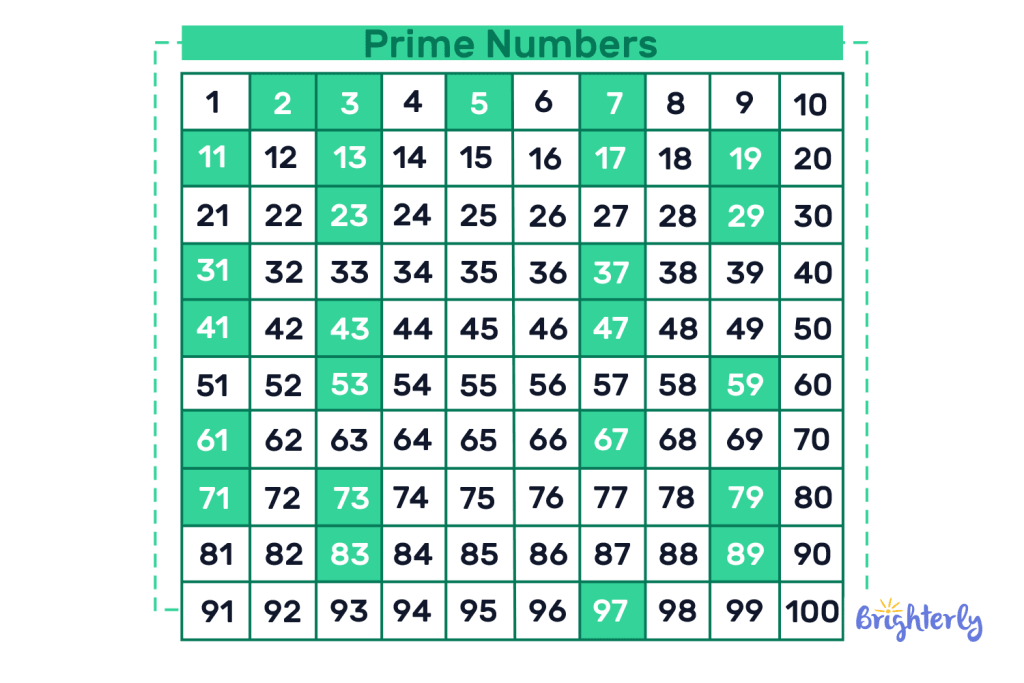 Prime Numbers
1 2 3 4 5 6 7 8 9 10
11 12 13 14 15 16 17 18 19 20
21 22 23 24 25 26 27 28 29 30
31 32 33 34 35 36 37 38 39 40
41 42 43 44 45 46 47 48 49 50
51 52 53 54 55 56 57 58 59 60
61 62 63 64 65 66 67 68 69 70
71 72 73 74 75 76 77 78 79 80
81 82 83 84 85 86 87 88 89 90
91 92 93 94 95 96 97 98 99 100
brighterly